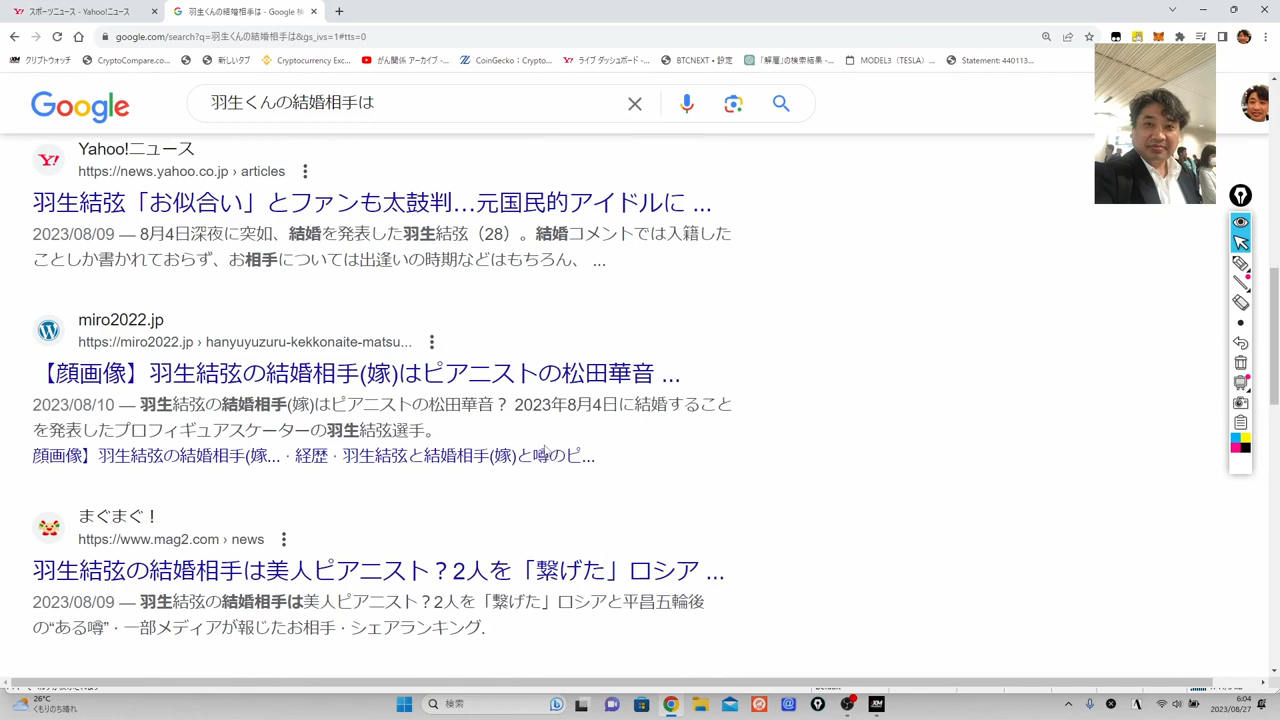 スポーツニュース - Yahoo!ニュース
羽生くんの結婚相手は - Google 検
google.com/search?q=羽生くんの結婚相手は&gs_ivs=1#tts=0
クリプトウォッチ
CryptoCompare.co...
新しいタブ
Cryptocurrency Exc...
がん関係 アーカイブ -...
CoinGecko：Crypto...
ライブ ダッシュボード -...
BTCNEXT • 設定
「解雇」の検索結果 -...
MODEL3（TESLA）...
Statement: 440113...
Google
羽生くんの結婚相手は
Yahoo!ニュース
https://news.yahoo.co.jp › articles
羽生結弦「お似合い」とファンも太鼓判…元国民的アイドルに ...
2023/08/09 — 8月4日深夜に突如、結婚を発表した羽生結弦（28）。結婚コメントでは入籍した
ことしか書かれておらず、お相手については出逢いの時期などはもちろん、 ...
miro2022.jp
https://miro2022.jp › hanyuyuzuru-kekkonaite-matsu...
【顔画像】羽生結弦の結婚相手(嫁)はピアニストの松田華音 ...
2023/08/10 — 羽生結弦の結婚相手(嫁)はピアニストの松田華音？ 2023年8月4日に結婚すること
を発表したプロフィギュアスケーターの羽生結弦選手。
顔画像】羽生結弦の結婚相手(嫁... · 経歴 · 羽生結弦と結婚相手(嫁)と噂のピ...
まぐまぐ！
https://www.mag2.com › news
羽生結弦の結婚相手は美人ピアニスト？2人を「繋げた」ロシア ...
2023/08/09 — 羽生結弦の結婚相手は美人ピアニスト？2人を「繋げた」ロシアと平昌五輪後
の“ある噂”・一部メディアが報じたお相手・シェアランキング.
26°C
くもりのち晴れ
検索
A
6:04
2023/08/27